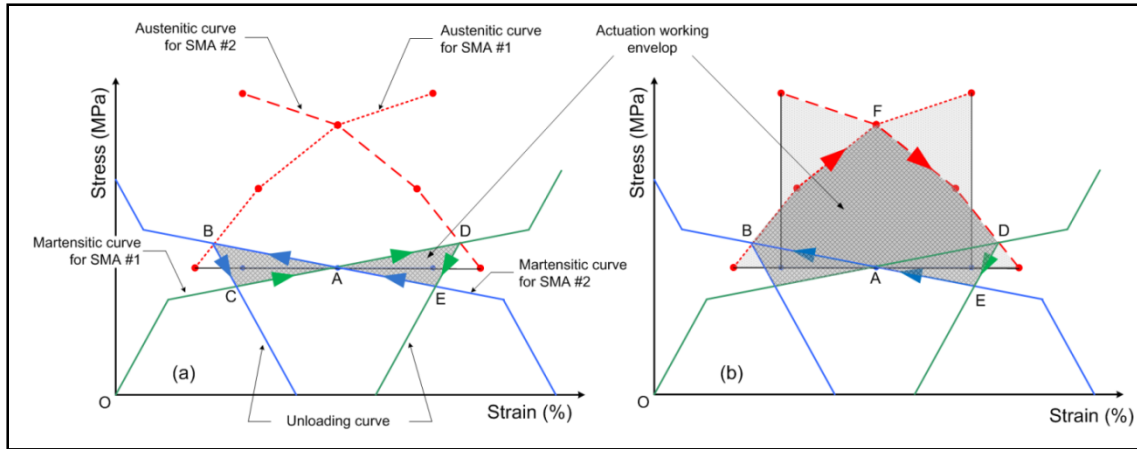 Austenitic curve
for SMA #2
Austenitic curve
for SMA #1
Actuation working
envelop
Stress (MPa)
B
D
A
C
E
Martensitic curve
for SMA #1
Martensitic curve
for SMA #2
(a)
O
Unloading curve
Strain (%)
Stress (MPa)
F
B
D
A
E
(b)
O
Strain (%)